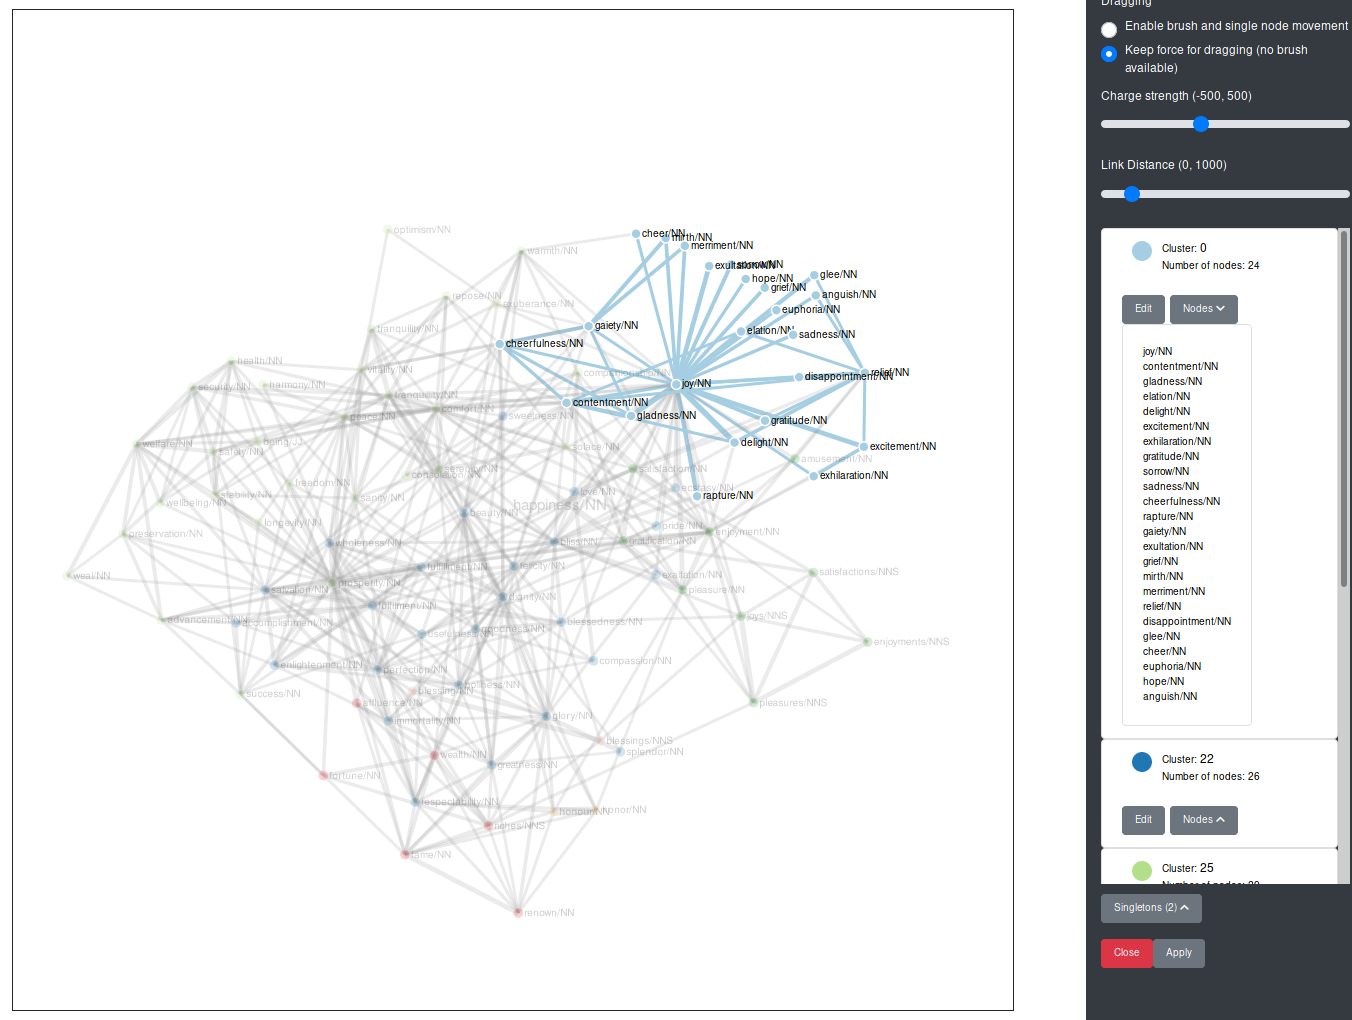 optimism/NN
cheer/NN
mirth/NN
merriment/NN
warmth/NN
exultation/NN
sorrow/NN
hope/NN
glee/NN
grief/NN
anguish/NN
repose/NN
exuberance/NN
euphoria/NN
gaiety/NN
tranquillity/NN
elation/NN
sadness/NN
cheerfulness/NN
health/NN
vitality/NN
companionship/NN
relief/NN
disappointment/NN
security/NN
harmony/NN
joy/NN
tranquility/NN
contentment/NN
comfort/NN
peace/NN
sweetness/NN
gladness/NN
gratitude/NN
welfare/NN
being/JJ
safety/NN
solace/NN
delight/NN
excitement/NN
amusement/NN
serenity/NN
consolation/NN
satisfaction/NN
exhilaration/NN
freedom/NN
stability/NN
sanity/NN
love/NN
ecstasy/NN
rapture/NN
wellbeing/NN
happiness/NN
beauty/NN
longevity/NN
pride/NN
preservation/NN
enjoyment/NN
wholeness/NN
bliss/NN
gratification/NN
weal/NN
fulfillment/NN
felicity/NN
exaltation/NN
satisfactions/NNS
prosperity/NN
salvation/NN
pleasure/NN
fulfilment/NN
dignity/NN
advancement/NN
accomplishment/NN
blessedness/NN
joys/NNS
usefulness/NN
goodness/NN
enjoyments/NNS
enlightenment/NN
perfection/NN
compassion/NN
success/NN
blessing/NN
holiness/NN
affluence/NN
pleasures/NNS
immortality/NN
glory/NN
blessings/NNS
splendor/NN
wealth/NN
greatness/NN
fortune/NN
respectability/NN
honour/NN
honor/NN
riches/NNS
fame/NN
renown/NN
Dragging
Enable brush and single node movement
Keep force for dragging (no brush
available)
Charge strength (-500, 500)
Link Distance (0, 1000)
Cluster: 0
Number of nodes: 24
Edit
Nodes
joy/NN
contentment/NN
gladness/NN
elation/NN
delight/NN
excitement/NN
exhilaration/NN
gratitude/NN
sorrow/NN
sadness/NN
cheerfulness/NN
rapture/NN
gaiety/NN
exultation/NN
grief/NN
mirth/NN
merriment/NN
relief/NN
disappointment/NN
glee/NN
cheer/NN
euphoria/NN
hope/NN
anguish/NN
Cluster: 22
Number of nodes: 26
Edit
Nodes
Cluster: 25
Number of nodes:
Singletons (2)
Close
Apply